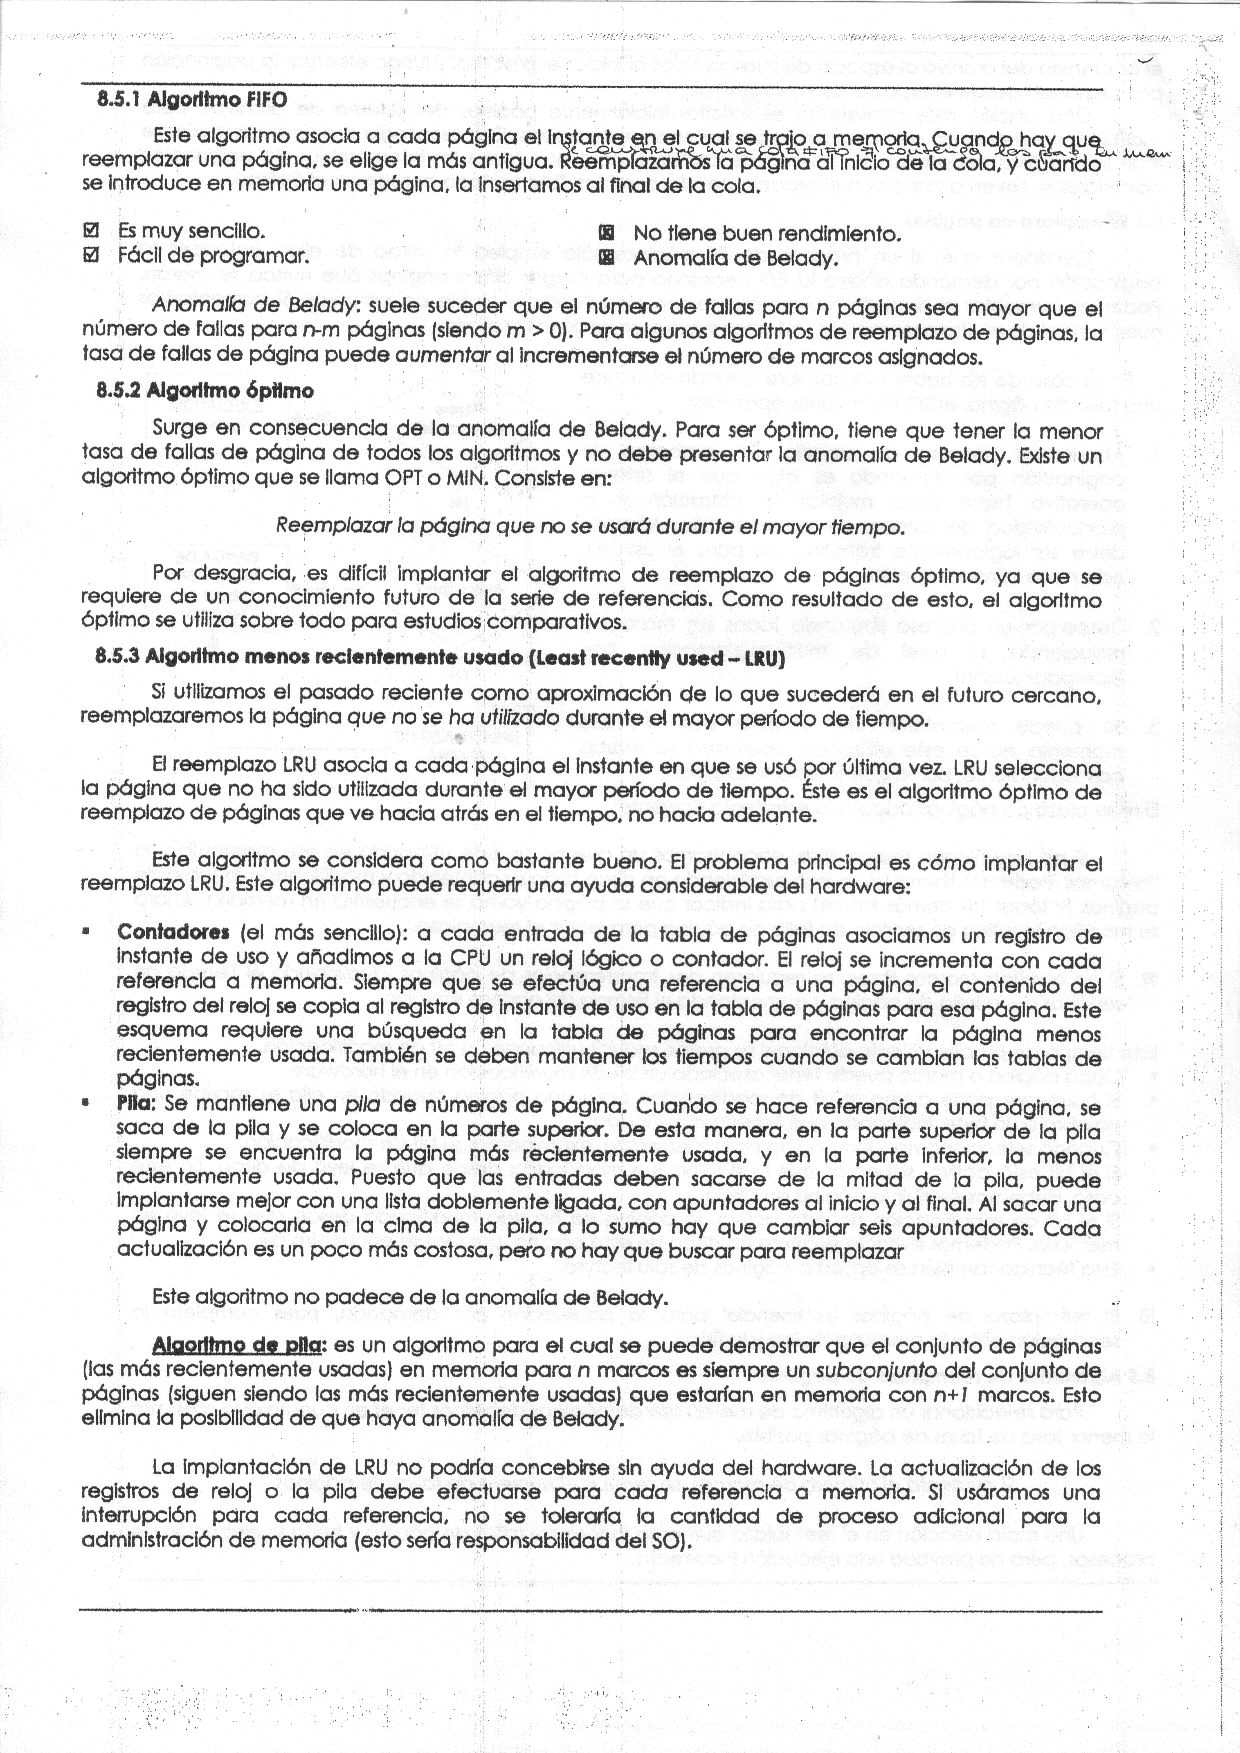 8.5.1 Algoritmo FIFO
Este algoritmo asocia a cada página el instante en el cual se trajo a memoria. Cuando hay que
se construye una cola FIFO que contenga las pág en mem
reemplazar una página, se elige la más antigua. Reemplazamos la página al inicio de la cola, y cuando
se introduce en memoria una página, la insertamos al final de la cola.
☑ Es muy sencillo.
☑ Fácil de programar.
☒ No tiene buen rendimiento.
☒ Anomalía de Belady.
Anomalía de Belady: suele suceder que el número de fallas para n páginas sea mayor que el
número de fallas para n-m páginas (siendo m > 0). Para algunos algoritmos de reemplazo de páginas, la
tasa de fallas de página puede aumentar al incrementarse el número de marcos asignados.
8.5.2 Algoritmo óptimo
Surge en consecuencia de la anomalía de Belady. Para ser óptimo, tiene que tener la menor
tasa de fallas de página de todos los algoritmos y no debe presentar la anomalía de Belady. Existe un
algoritmo óptimo que se llama OPT o MIN. Consiste en:
Reemplazar la página que no se usará durante el mayor tiempo.
Por desgracia, es difícil implantar el algoritmo de reemplazo de páginas óptimo, ya que se
requiere de un conocimiento futuro de la serie de referencias. Como resultado de esto, el algoritmo
óptimo se utiliza sobre todo para estudios comparativos.
8.5.3 Algoritmo menos recientemente usado (Least recently used – LRU)
Si utilizamos el pasado reciente como aproximación de lo que sucederá en el futuro cercano,
reemplazaremos la página que no se ha utilizado durante el mayor período de tiempo.
El reemplazo LRU asocia a cada página el instante en que se usó por última vez. LRU selecciona
la página que no ha sido utilizada durante el mayor período de tiempo. Éste es el algoritmo óptimo de
reemplazo de páginas que ve hacia atrás en el tiempo, no hacia adelante.
Este algoritmo se considera como bastante bueno. El problema principal es cómo implantar el
reemplazo LRU. Este algoritmo puede requerir una ayuda considerable del hardware:
▪ Contadores (el más sencillo): a cada entrada de la tabla de páginas asociamos un registro de
instante de uso y añadimos a la CPU un reloj lógico o contador. El reloj se incrementa con cada
referencia a memoria. Siempre que se efectúa una referencia a una página, el contenido del
registro del reloj se copia al registro de instante de uso en la tabla de páginas para esa página. Este
esquema requiere una búsqueda en la tabla de páginas para encontrar la página menos
recientemente usada. También se deben mantener los tiempos cuando se cambian las tablas de
páginas.
▪ Pila: Se mantiene una pila de números de página. Cuando se hace referencia a una página, se
saca de la pila y se coloca en la parte superior. De esta manera, en la parte superior de la pila
siempre se encuentra la página más recientemente usada, y en la parte inferior, la menos
recientemente usada. Puesto que las entradas deben sacarse de la mitad de la pila, puede
implantarse mejor con una lista doblemente ligada, con apuntadores al inicio y al final. Al sacar una
página y colocarla en la cima de la pila, a lo sumo hay que cambiar seis apuntadores. Cada
actualización es un poco más costosa, pero no hay que buscar para reemplazar
Este algoritmo no padece de la anomalía de Belady.
Algoritmo de pila: es un algoritmo para el cual se puede demostrar que el conjunto de páginas
(las más recientemente usadas) en memoria para n marcos es siempre un subconjunto del conjunto de
páginas (siguen siendo las más recientemente usadas) que estarían en memoria con n+1 marcos. Esto
elimina la posibilidad de que haya anomalía de Belady.
La implantación de LRU no podría concebirse sin ayuda del hardware. La actualización de los
registros de reloj o la pila debe efectuarse para cada referencia a memoria. Si usáramos una
interrupción para cada referencia, no se toleraría la cantidad de proceso adicional para la
administración de memoria (esto sería responsabilidad del SO).